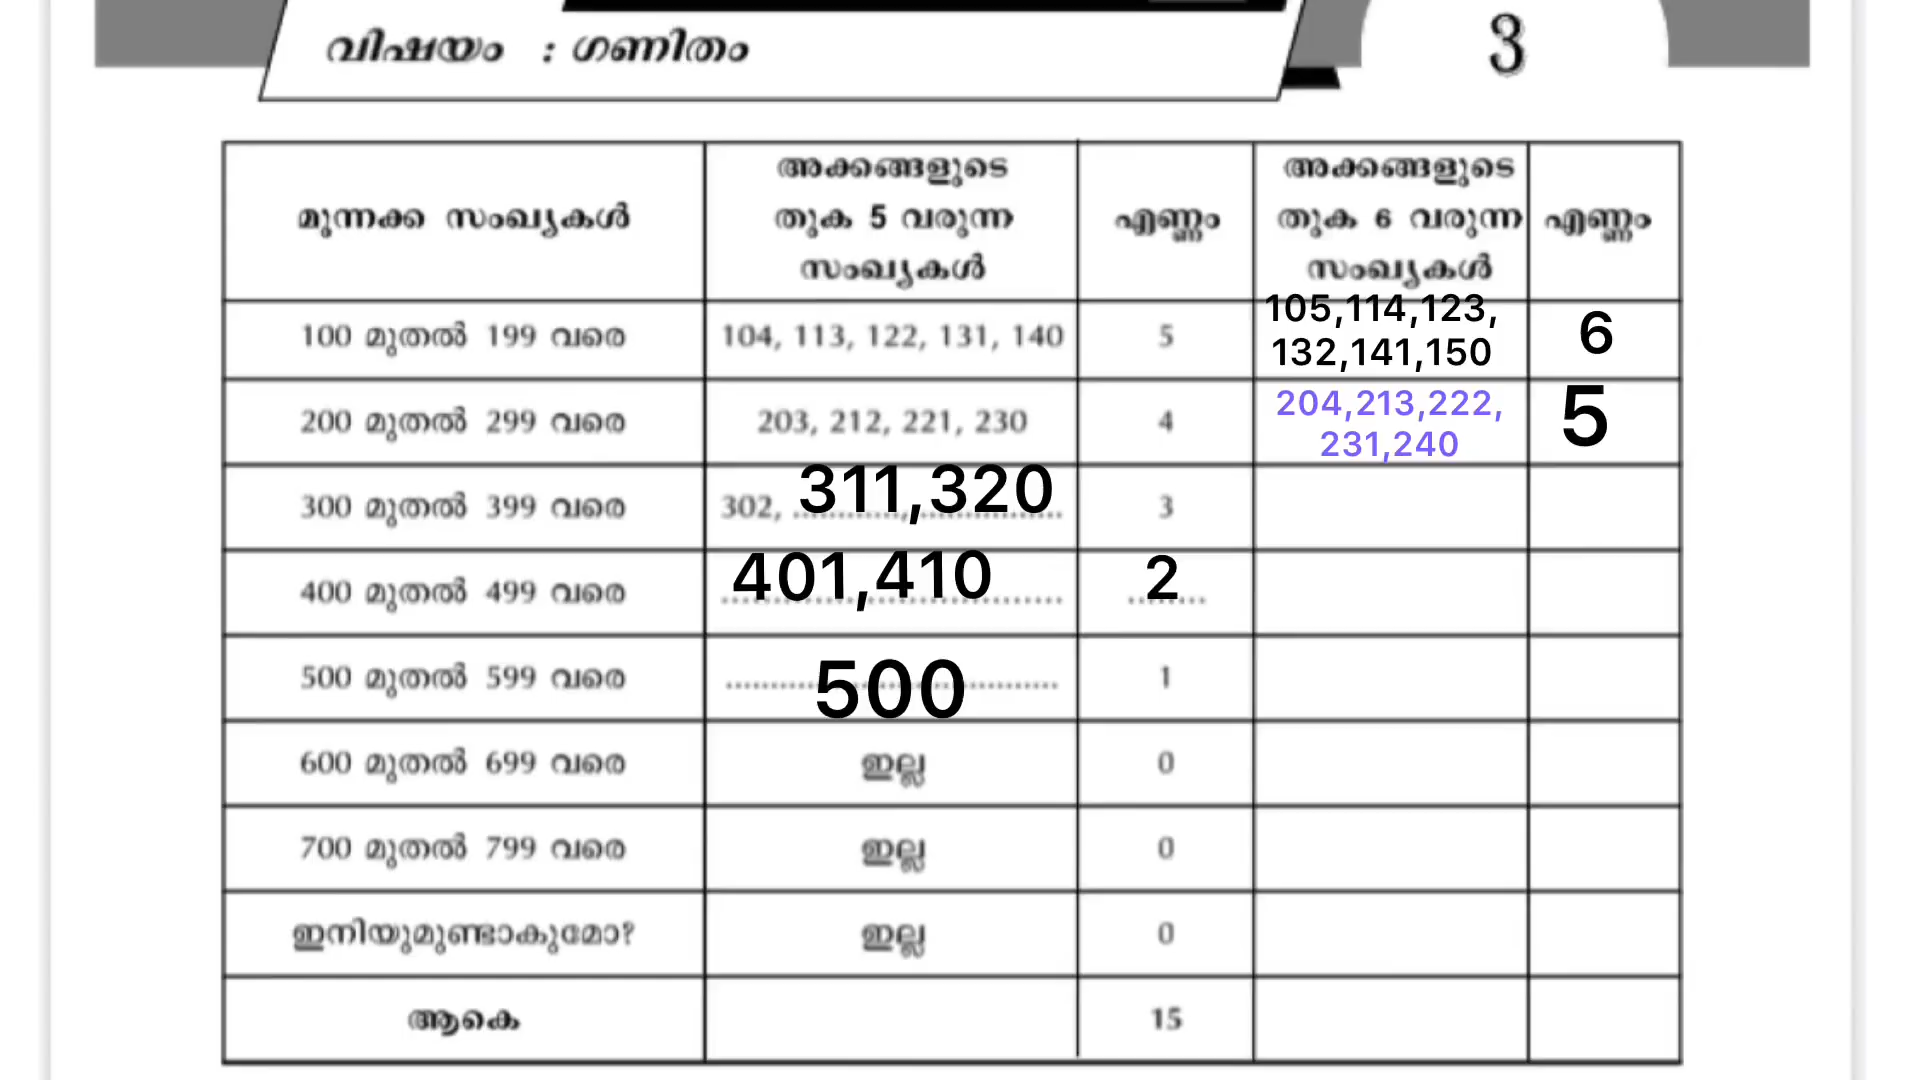 വിഷയം : ഗണിതം
3
മൂന്നക്ക സംഖ്യകൾ
അക്കങ്ങളുടെ
തുക 5 വരുന്ന
സംഖ്യകൾ
എണ്ണം
അക്കങ്ങളുടെ
തുക 6 വരുന്ന
സംഖ്യകൾ
എണ്ണം
100 മുതൽ 199 വരെ
104, 113, 122, 131, 140
5
105,114,123,
132,141,150
6
200 മുതൽ 299 വരെ
203, 212, 221, 230
4
204,213,222,
231,240
5
300 മുതൽ 399 വരെ
302, 311,320
3
400 മുതൽ 499 വരെ
401,410
2
500 മുതൽ 599 വരെ
500
1
600 മുതൽ 699 വരെ
ഇല്ല
0
700 മുതൽ 799 വരെ
ഇല്ല
0
ഇനിയുമുണ്ടാകുമോ?
ഇല്ല
0
ആകെ
15